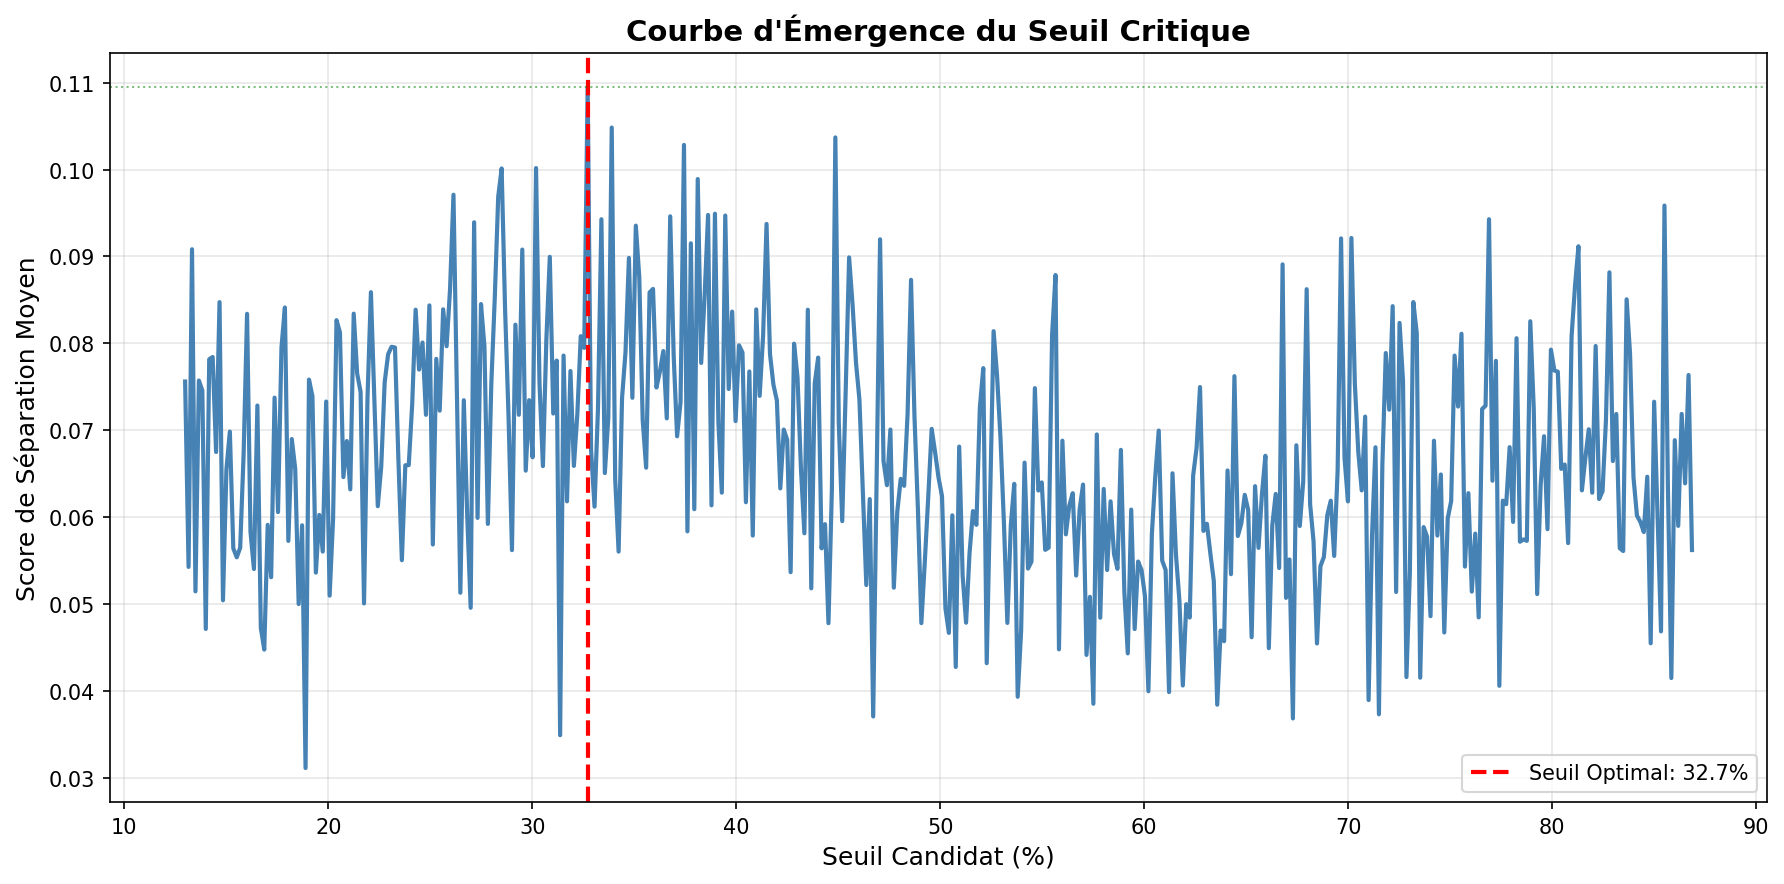 Courbe d'Émergence du Seuil Critique
Score de Séparation Moyen
0.11
0.10
0.09
0.08
0.07
0.06
0.05
0.04
0.03
Seuil Optimal: 32.7%
10 20 30 40 50 60 70 80 90
Seuil Candidat (%)